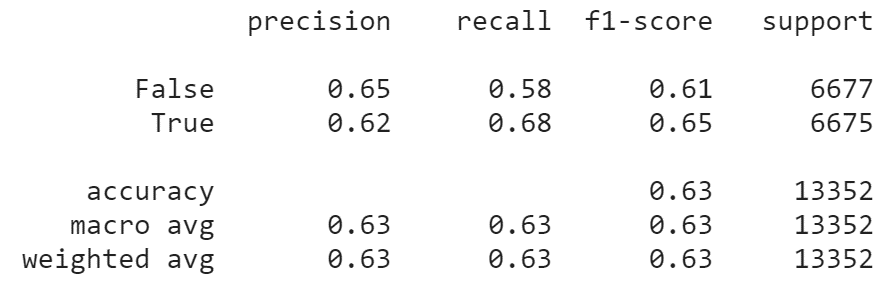 precision recall f1-score support
False 0.65 0.58 0.61 6677
True 0.62 0.68 0.65 6675
accuracy 0.63 13352
macro avg 0.63 0.63 0.63 13352
weighted avg 0.63 0.63 0.63 13352